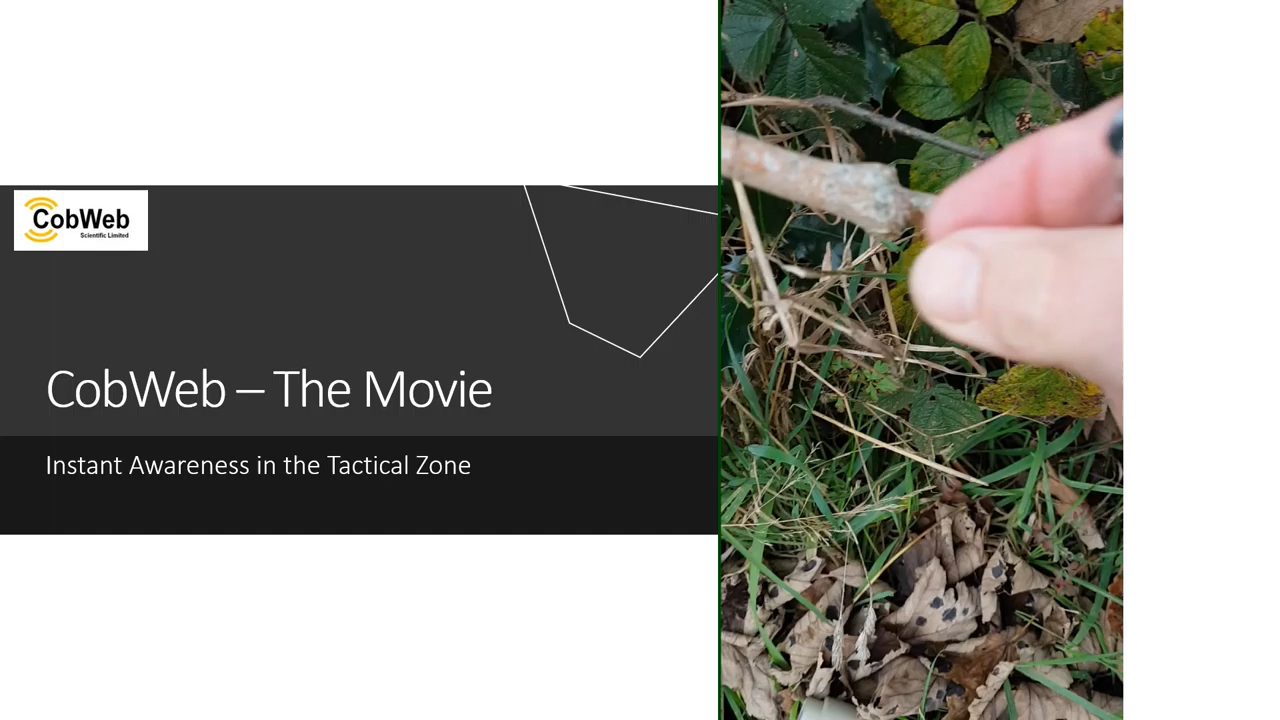 CobWeb
Scientific Limited
CobWeb – The Movie
Instant Awareness in the Tactical Zone